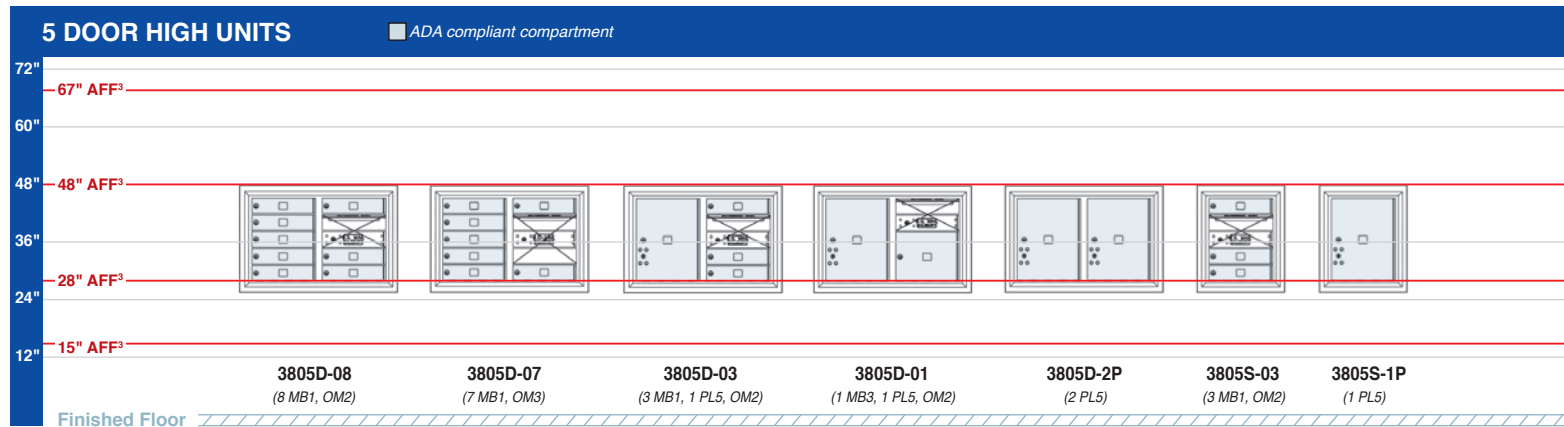 5 DOOR HIGH UNITS
ADA compliant compartment
72"
67" AFF³
60"
48"
48" AFF³
36"
28" AFF³
24"
15" AFF³
12"
3805D-08
3805D-07
3805D-03
3805D-01
3805D-2P
3805S-03
3805S-1P
(8 MB1, OM2)
(7 MB1, OM3)
(3 MB1, 1 PL5, OM2)
(1 MB3, 1 PL5, OM2)
(2 PL5)
(3 MB1, OM2)
(1 PL5)
Finished Floor